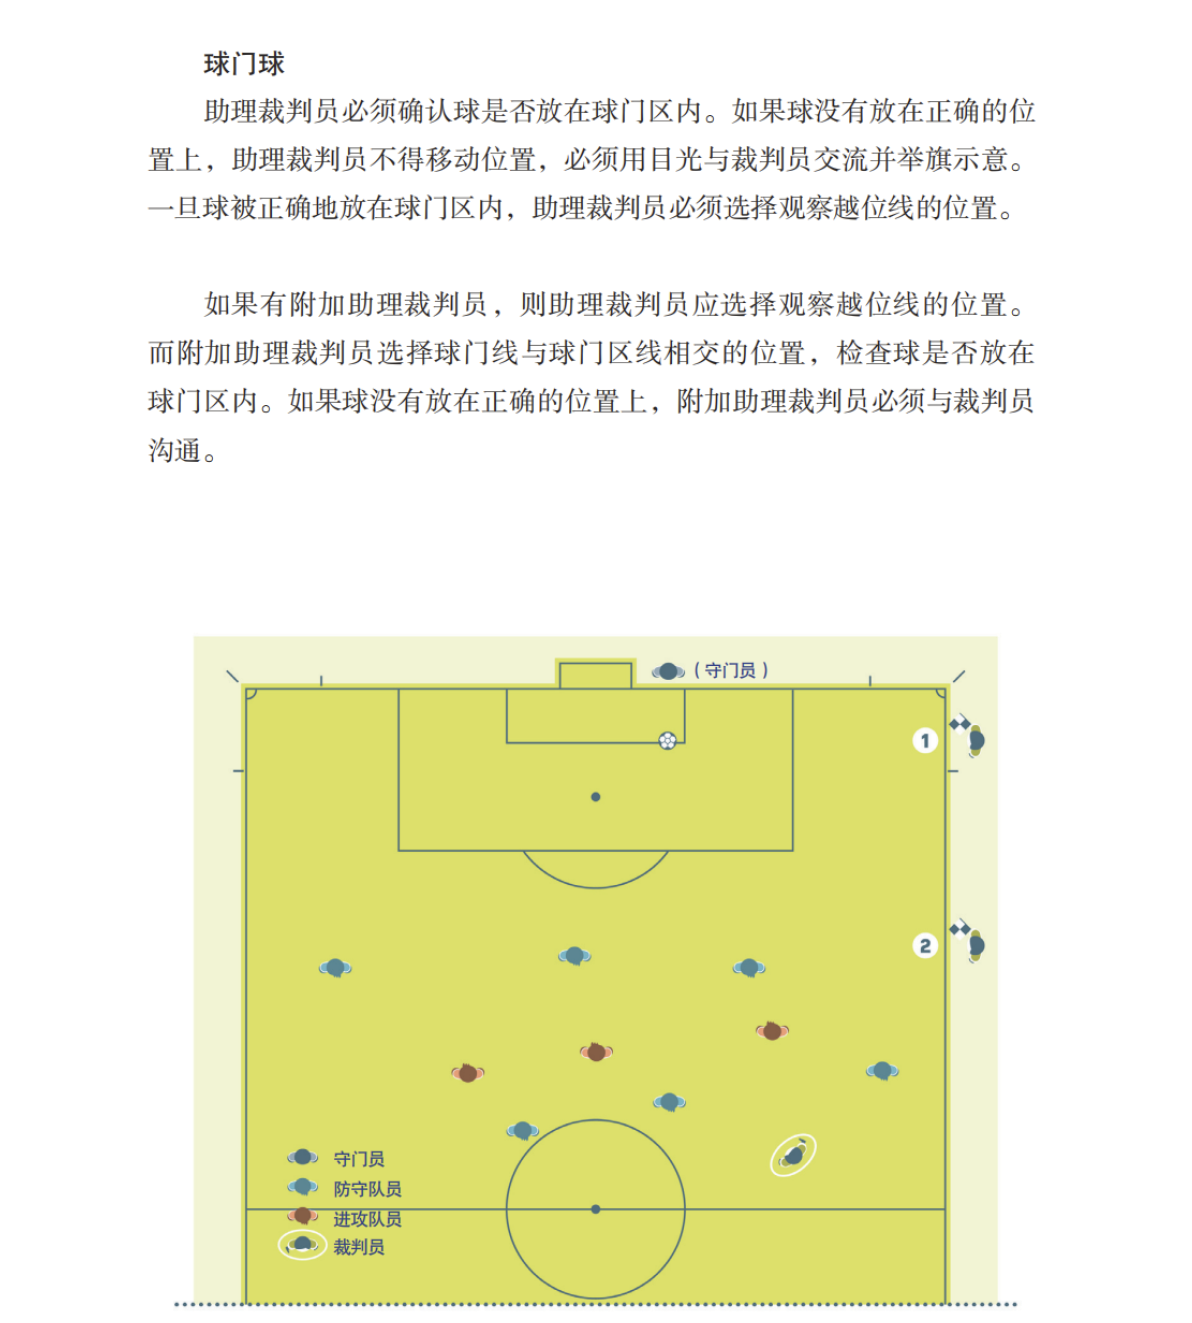 球门球
助理裁判员必须确认球是否放在球门区内。如果球没有放在正确的位
置上，助理裁判员不得移动位置，必须用目光与裁判员交流并举旗示意。
一旦球被正确地放在球门区内，助理裁判员必须选择观察越位线的位置。
如果有附加助理裁判员，则助理裁判员应选择观察越位线的位置。
而附加助理裁判员选择球门线与球门区线相交的位置，检查球是否放在
球门区内。如果球没有放在正确的位置上，附加助理裁判员必须与裁判员
沟通。
（守门员）
1
2
守门员
防守队员
进攻队员
裁判员